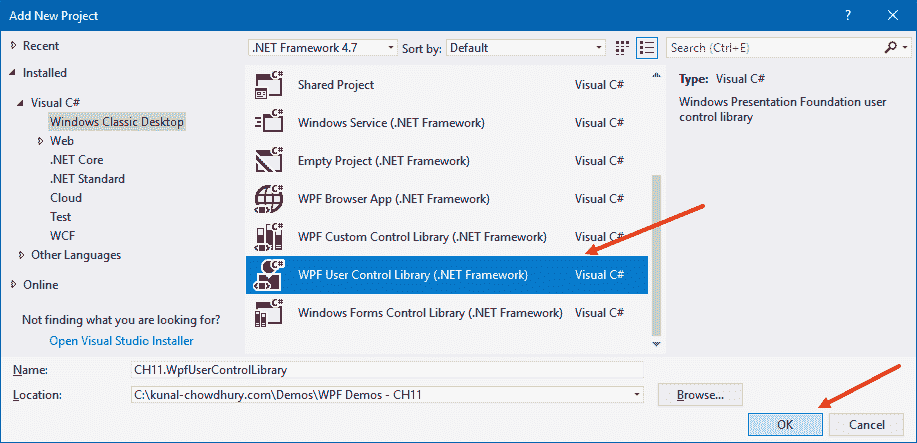 Add New Project
?
Recent
Installed
Visual C#
Windows Classic Desktop
Web
.NET Core
.NET Standard
Cloud
Test
WCF
Other Languages
Online
Not finding what you are looking for?
Open Visual Studio Installer
.NET Framework 4.7
Sort by: Default
C# Shared Project Visual C#
C# Windows Service (.NET Framework) Visual C#
C# Empty Project (.NET Framework) Visual C#
C# WPF Browser App (.NET Framework) Visual C#
C# WPF Custom Control Library (.NET Framework) Visual C#
C# WPF User Control Library (.NET Framework) Visual C#
C# Windows Forms Control Library (.NET Framework) Visual C#
Search (Ctrl+E)
Type: Visual C#
Windows Presentation Foundation user
control library
Name: CH11.WpfUserControlLibrary
Location: C:\kunal-chowdhury.com\Demos\WPF Demos - CH11
Browse...
OK Cancel